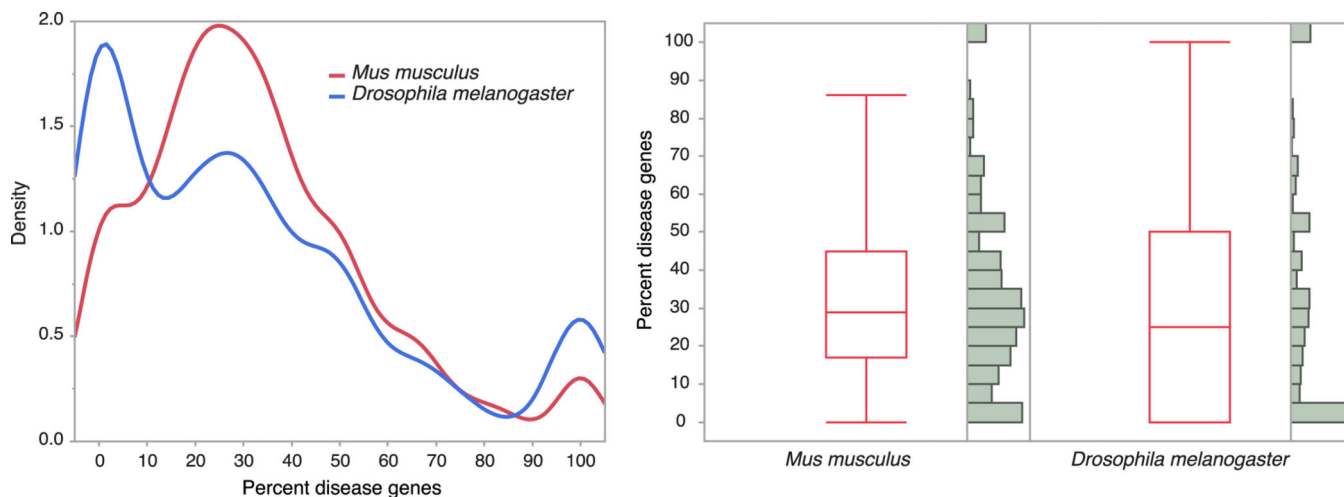 2.0
1.5
1.0
0.5
0.0
Density
Mus musculus
Drosophila melanogaster
0 10 20 30 40 50 60 70 80 90 100
Percent disease genes
100
90
80
70
60
50
40
30
20
10
0
Percent disease genes
Mus musculus Drosophila melanogaster